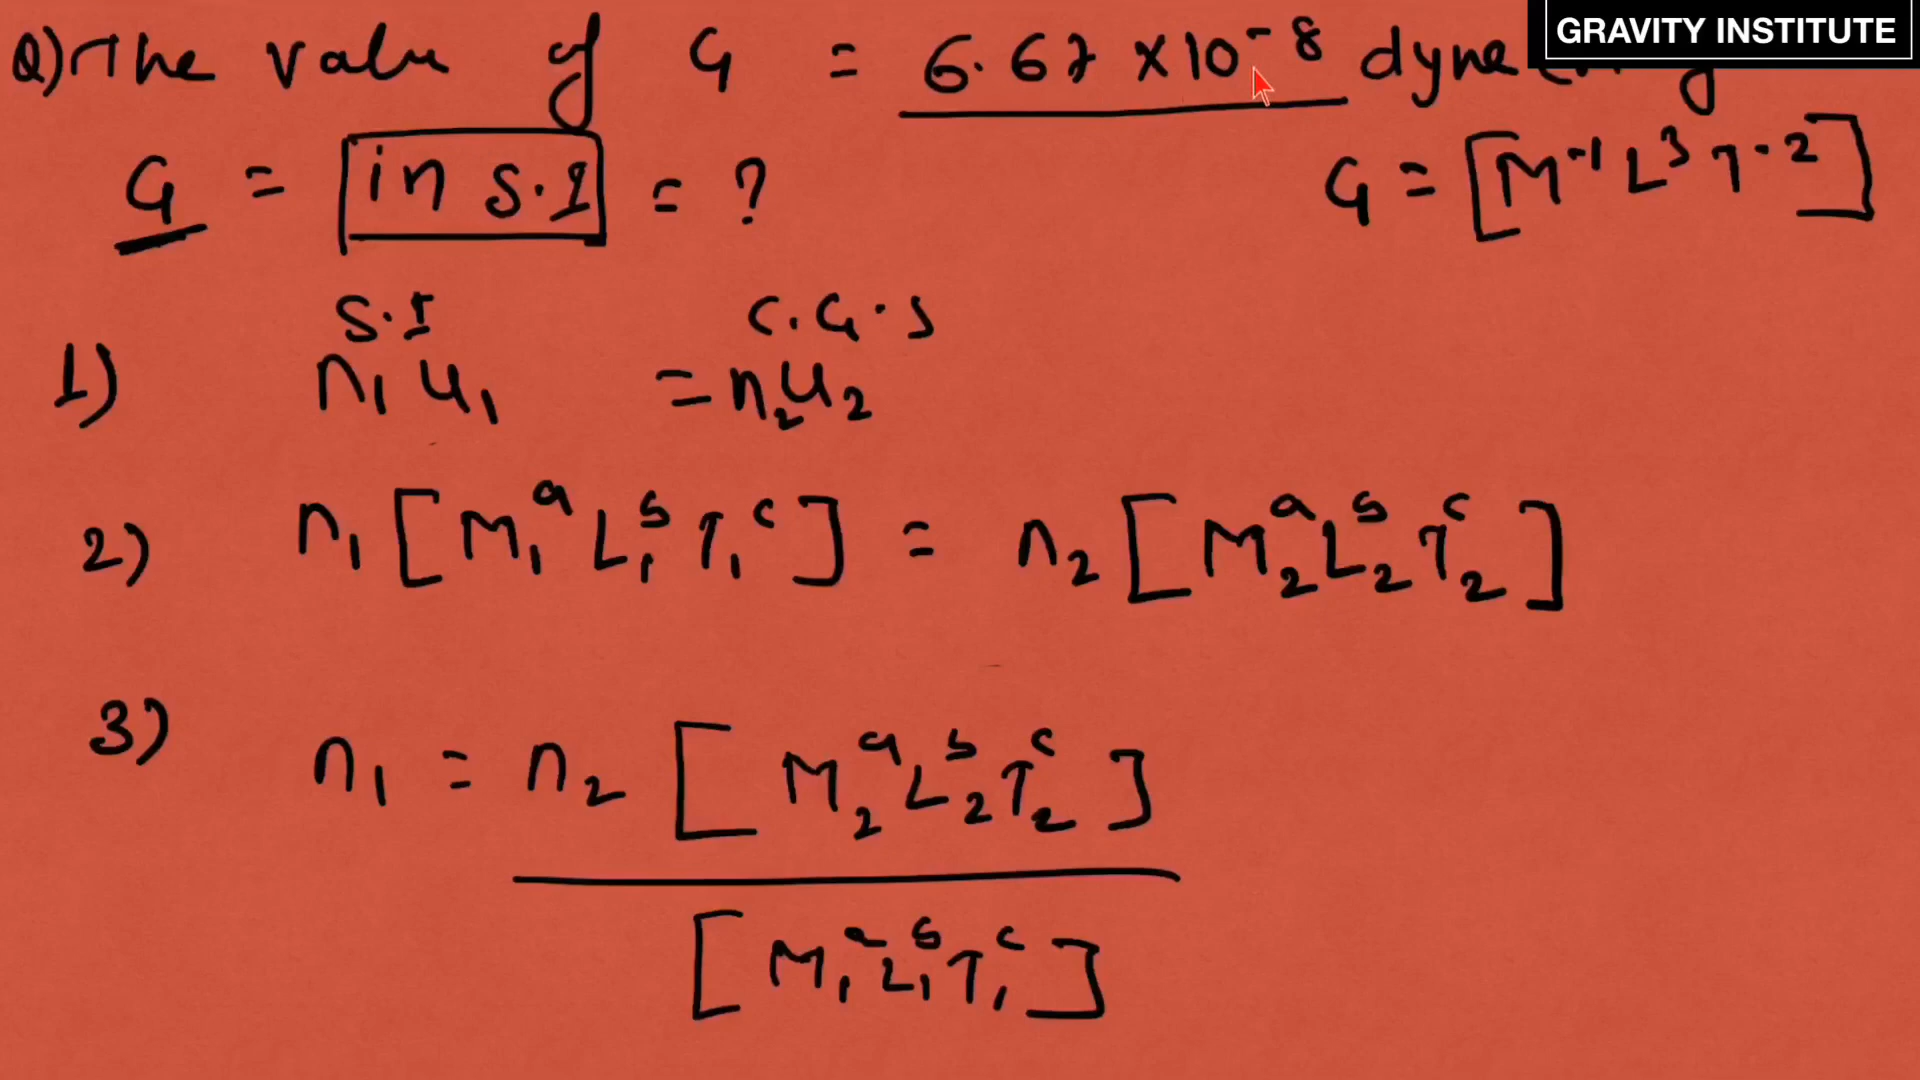 GRAVITY INSTITUTE
Q) The value of G = 6.67 × 10⁻⁸ dyne
G = in S.I = ?
G = [M⁻¹ L³ T⁻²]
S.I C.G.S
1) n₁ u₁ = n₂ u₂
2) n₁ [M₁ᵃ L₁ᵇ T₁ᶜ] = n₂ [M₂ᵃ L₂ᵇ T₂ᶜ]
3) n₁ = n₂ [M₂ᵃ L₂ᵇ T₂ᶜ]
[M₁ᵃ L₁ᵇ T₁ᶜ]